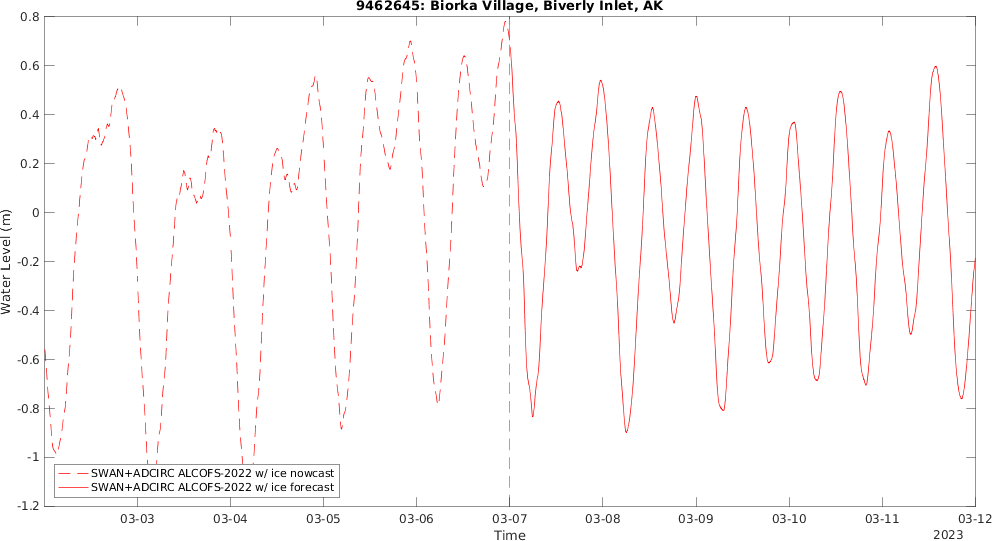 9462645: Biorka Village, Biverly Inlet, AK
0.8
0.6
0.4
0.2
0
-0.2
-0.4
-0.6
-0.8
-1
-1.2
Water Level (m)
SWAN+ADCIRC ALCOFS-2022 w/ ice nowcast
SWAN+ADCIRC ALCOFS-2022 w/ ice forecast
03-03 03-04 03-05 03-06 03-07 03-08 03-09 03-10 03-11 03-12
Time
2023